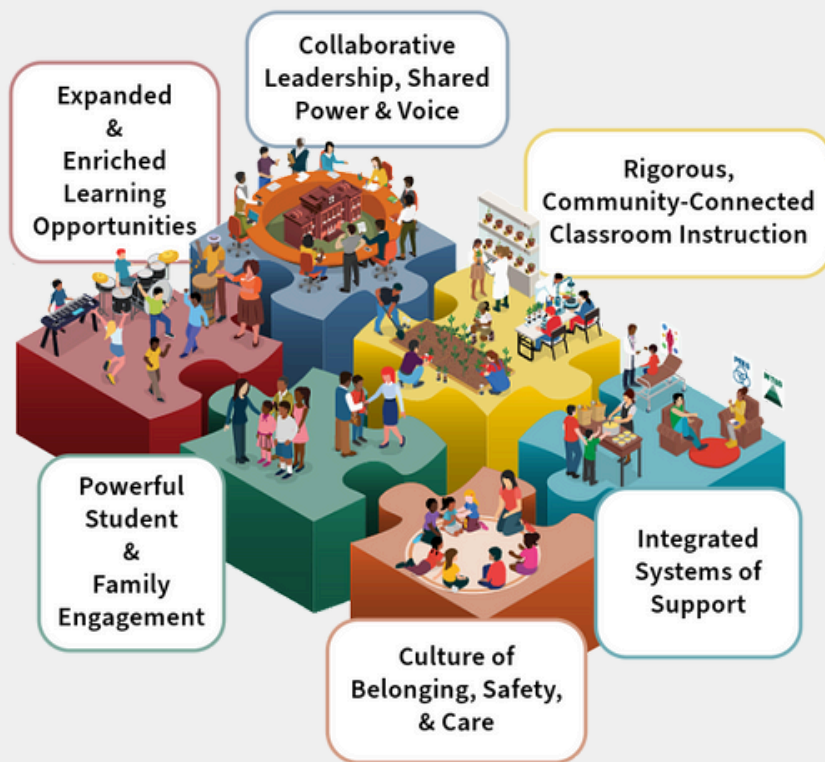 Collaborative
Leadership, Shared
Power & Voice
Expanded
&
Enriched
Learning
Opportunities
Rigorous,
Community-Connected
Classroom Instruction
Powerful
Student
&
Family
Engagement
Integrated
Systems of
Support
Culture of
Belonging, Safety,
& Care